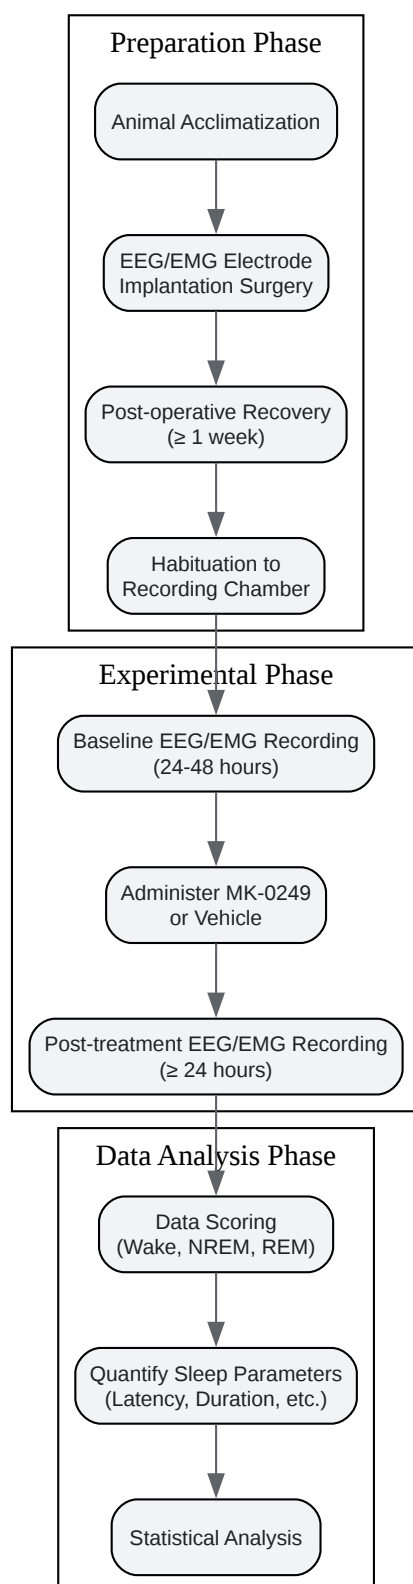 Preparation Phase
Animal Acclimatization
EEG/EMG Electrode
Implantation Surgery
Post-operative Recovery
(≥ 1 week)
Habituation to
Recording Chamber
Experimental Phase
Baseline EEG/EMG Recording
(24-48 hours)
Administer MK-0249
or Vehicle
Post-treatment EEG/EMG Recording
(≥ 24 hours)
Data Analysis Phase
Data Scoring
(Wake, NREM, REM)
Quantify Sleep Parameters
(Latency, Duration, etc.)
Statistical Analysis